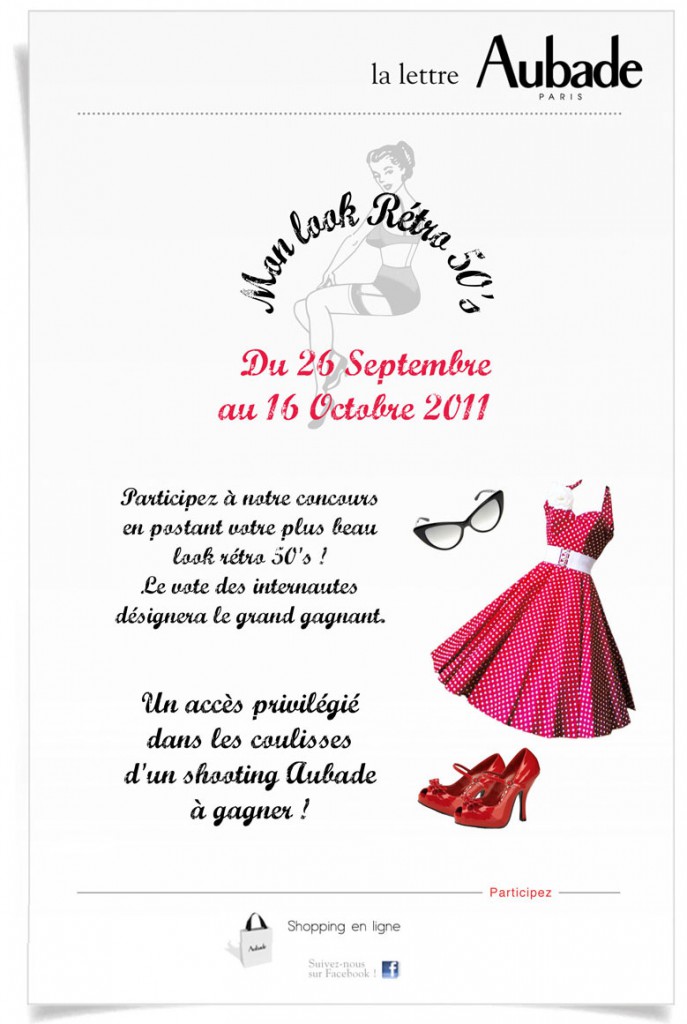 la lettre Aubade
PARIS
Mon look Rétro 50's
Du 26 Septembre
au 16 Octobre 2011
Participez à notre concours
en postant votre plus beau
look rétro 50's !
Le vote des internautes
désignera le grand gagnant.
Un accès privilégié
dans les coulisses
d'un shooting Aubade
à gagner !
Participez
Shopping en ligne
Aubade
Suivez-nous
sur Facebook !
f